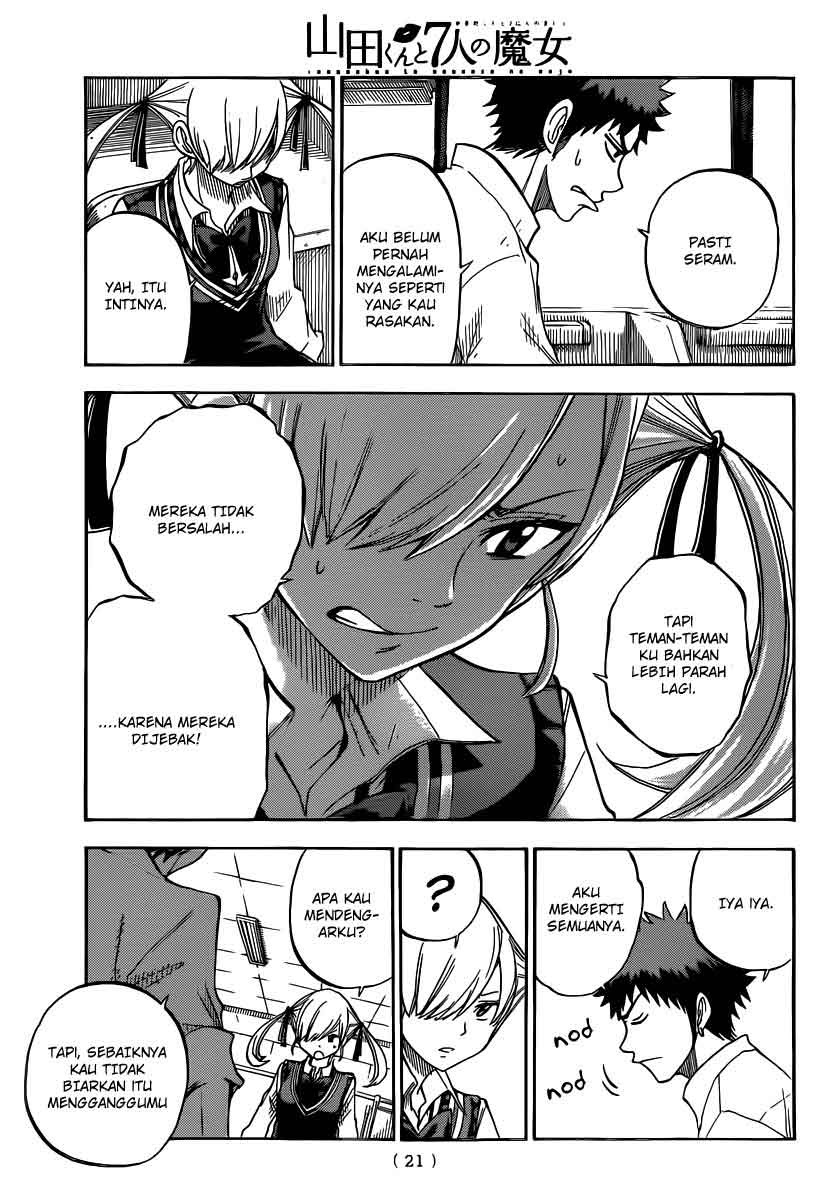 山田くんと7人の魔女
PASTI
SERAM.
AKU BELUM
PERNAH
MENGALAMI-
NYA SEPERTI
YANG KAU
RASAKAN.
YAH, ITU
INTINYA.
TAPI
TEMAN-TEMAN
KU BAHKAN
LEBIH PARAH
LAGI.
MEREKA TIDAK
BERSALAH...
....KARENA MEREKA
DIJEBAK!
IYA IYA.
AKU
MENGERTI
SEMUANYA.
nod
nod
?
APA KAU
MENDENG-
ARKU?
TAPI, SEBAIKNYA
KAU TIDAK
BIARKAN ITU
MENGGANGGUMU
( 21 )